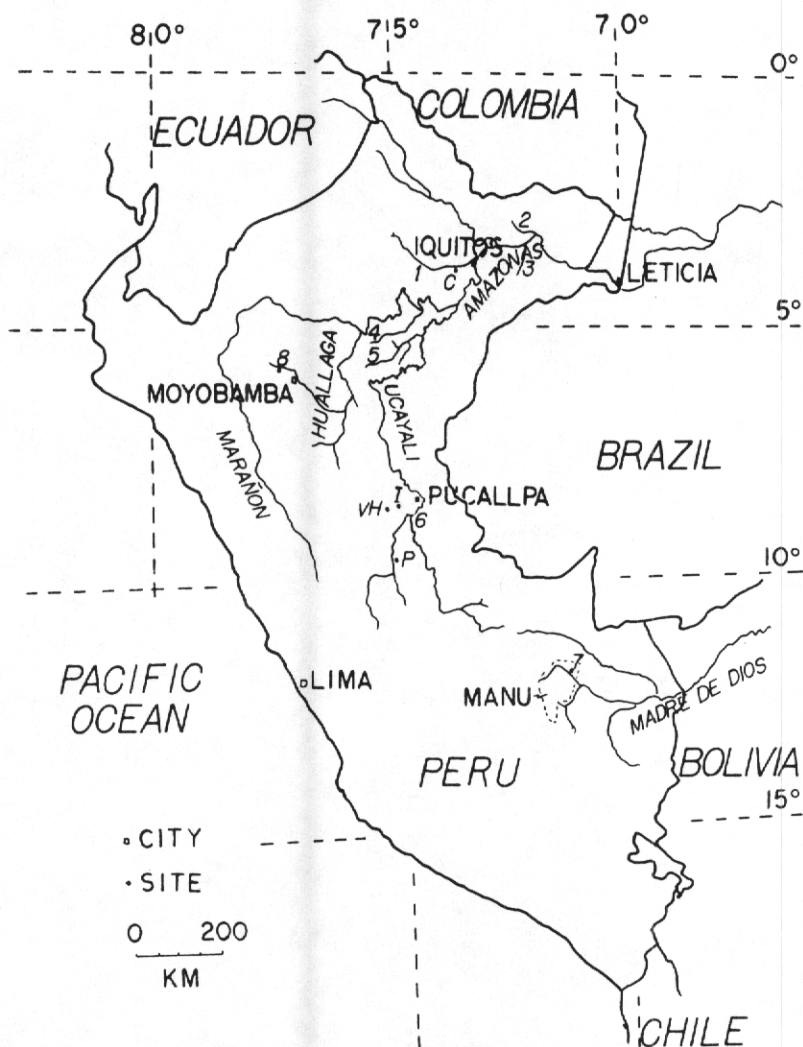 80°
75°
70°
0°
COLOMBIA
ECUADOR
2
IQUITOS
1
C
AMAZONAS
3
LETICIA
4
5°
5
8
MOYOBAMBA
HUALLAGA
UCAYALI
MARAÑON
BRAZIL
VH
I
PUCALLPA
6
P
10°
PACIFIC
OCEAN
LIMA
7
MANU
MADRE DE DIOS
PERU
BOLIVIA
15°
CITY
SITE
0 200
KM
CHILE